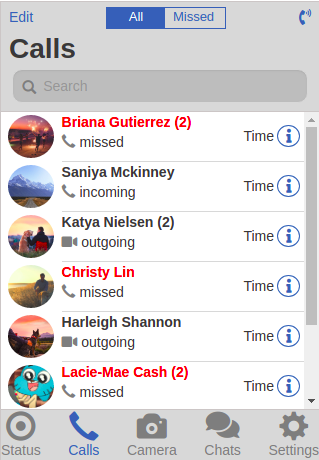 Edit All Missed
Calls
Search
Briana Gutierrez (2)
missed
Time
Saniya Mckinney
incoming
Time
Katya Nielsen (2)
outgoing
Time
Christy Lin
missed
Time
Harleigh Shannon
outgoing
Time
Lacie-Mae Cash (2)
missed
Time
Status Calls Camera Chats Settings